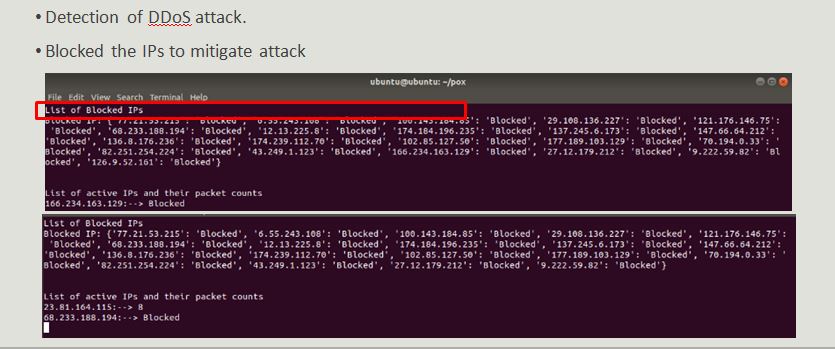 • Detection of DDoS attack.
• Blocked the IPs to mitigate attack
ubuntu@ubuntu: ~/pox
File Edit View Search Terminal Help
List of Blocked IPs
Blocked IP: {'77.21.53.215': 'Blocked', '6.55.243.108': 'Blocked', '100.143.184.85': 'Blocked', '29.108.136.227': 'Blocked', '121.176.146.75':
'Blocked', '68.233.188.194': 'Blocked', '12.13.225.8': 'Blocked', '174.184.196.235': 'Blocked', '137.245.6.173': 'Blocked', '147.66.64.212':
'Blocked', '136.8.176.236': 'Blocked', '174.239.112.70': 'Blocked', '102.85.127.50': 'Blocked', '177.189.103.129': 'Blocked', '70.194.0.33': '
Blocked', '82.251.254.224': 'Blocked', '43.249.1.123': 'Blocked', '166.234.163.129': 'Blocked', '27.12.179.212': 'Blocked', '9.222.59.82': 'Bl
ocked', '126.9.52.161': 'Blocked'}
List of active IPs and their packet counts
166.234.163.129:--> Blocked
List of Blocked IPs
Blocked IP: {'77.21.53.215': 'Blocked', '6.55.243.108': 'Blocked', '100.143.184.85': 'Blocked', '29.108.136.227': 'Blocked', '121.176.146.75':
'Blocked', '68.233.188.194': 'Blocked', '12.13.225.8': 'Blocked', '174.184.196.235': 'Blocked', '137.245.6.173': 'Blocked', '147.66.64.212':
'Blocked', '136.8.176.236': 'Blocked', '174.239.112.70': 'Blocked', '102.85.127.50': 'Blocked', '177.189.103.129': 'Blocked', '70.194.0.33': '
Blocked', '82.251.254.224': 'Blocked', '43.249.1.123': 'Blocked', '27.12.179.212': 'Blocked', '9.222.59.82': 'Blocked'}
List of active IPs and their packet counts
23.81.164.115:--> 8
68.233.188.194:--> Blocked